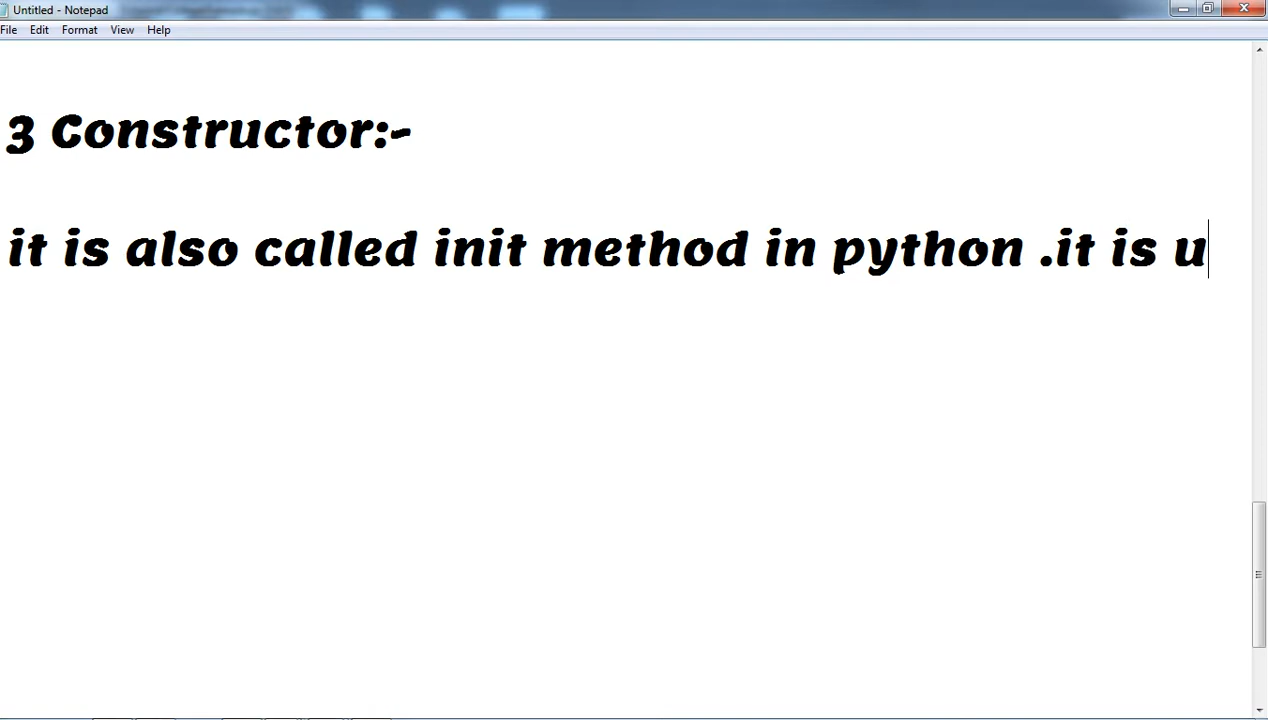 Untitled - Notepad
File Edit Format View Help
3 Constructor:-
it is also called init method in python .it is u